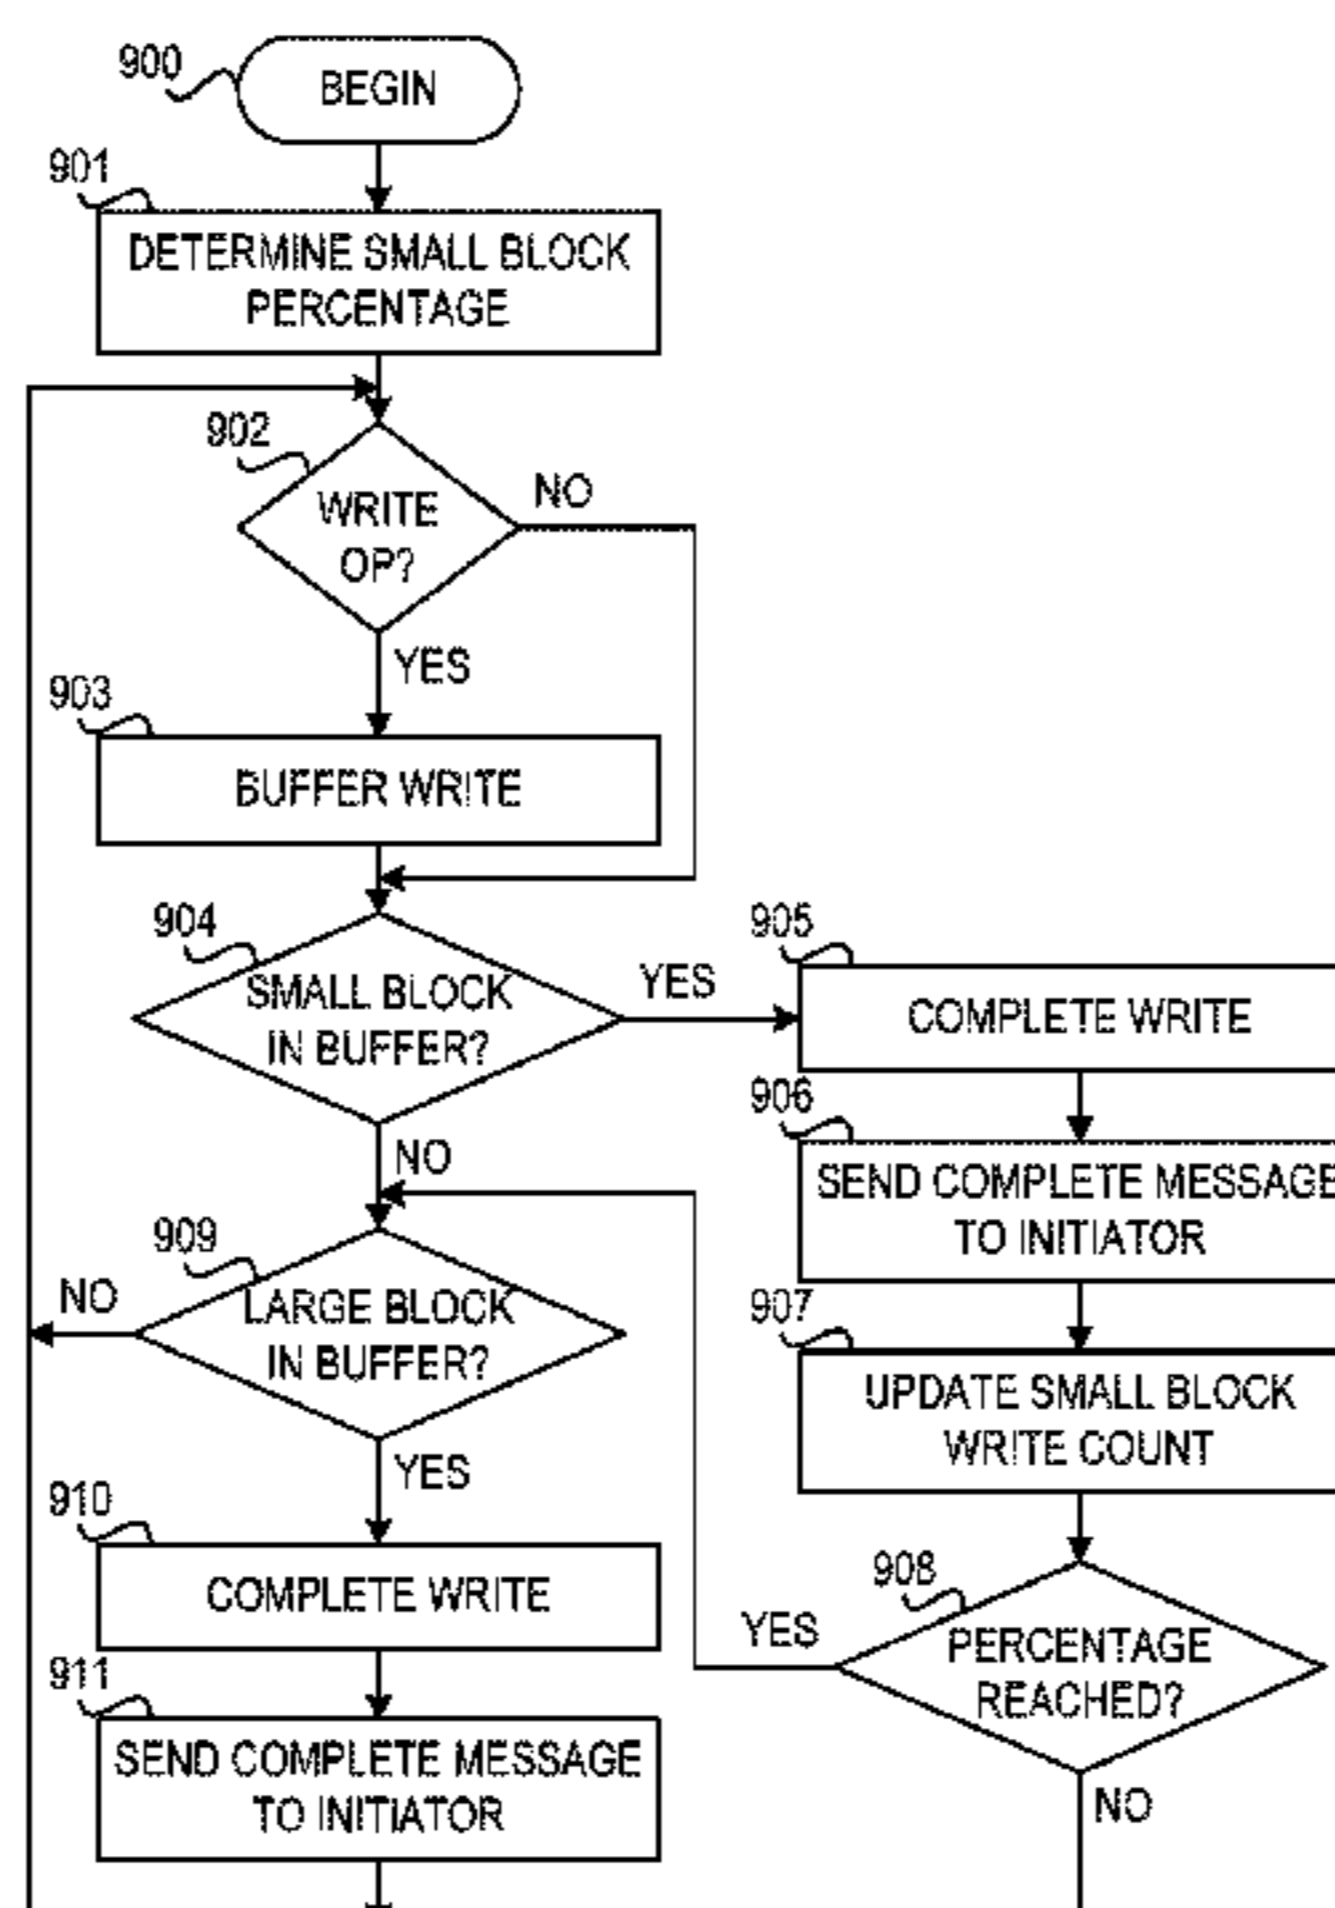 900
BEGIN
901
DETERMINE SMALL BLOCK
PERCENTAGE
902
WRITE
OP?
NO
YES
903
BUFFER WRITE
904
SMALL BLOCK
IN BUFFER?
YES
NO
905
COMPLETE WRITE
906
SEND COMPLETE MESSAGE
TO INITIATOR
907
UPDATE SMALL BLOCK
WRITE COUNT
908
PERCENTAGE
REACHED?
YES
NO
909
LARGE BLOCK
IN BUFFER?
NO
YES
910
COMPLETE WRITE
911
SEND COMPLETE MESSAGE
TO INITIATOR